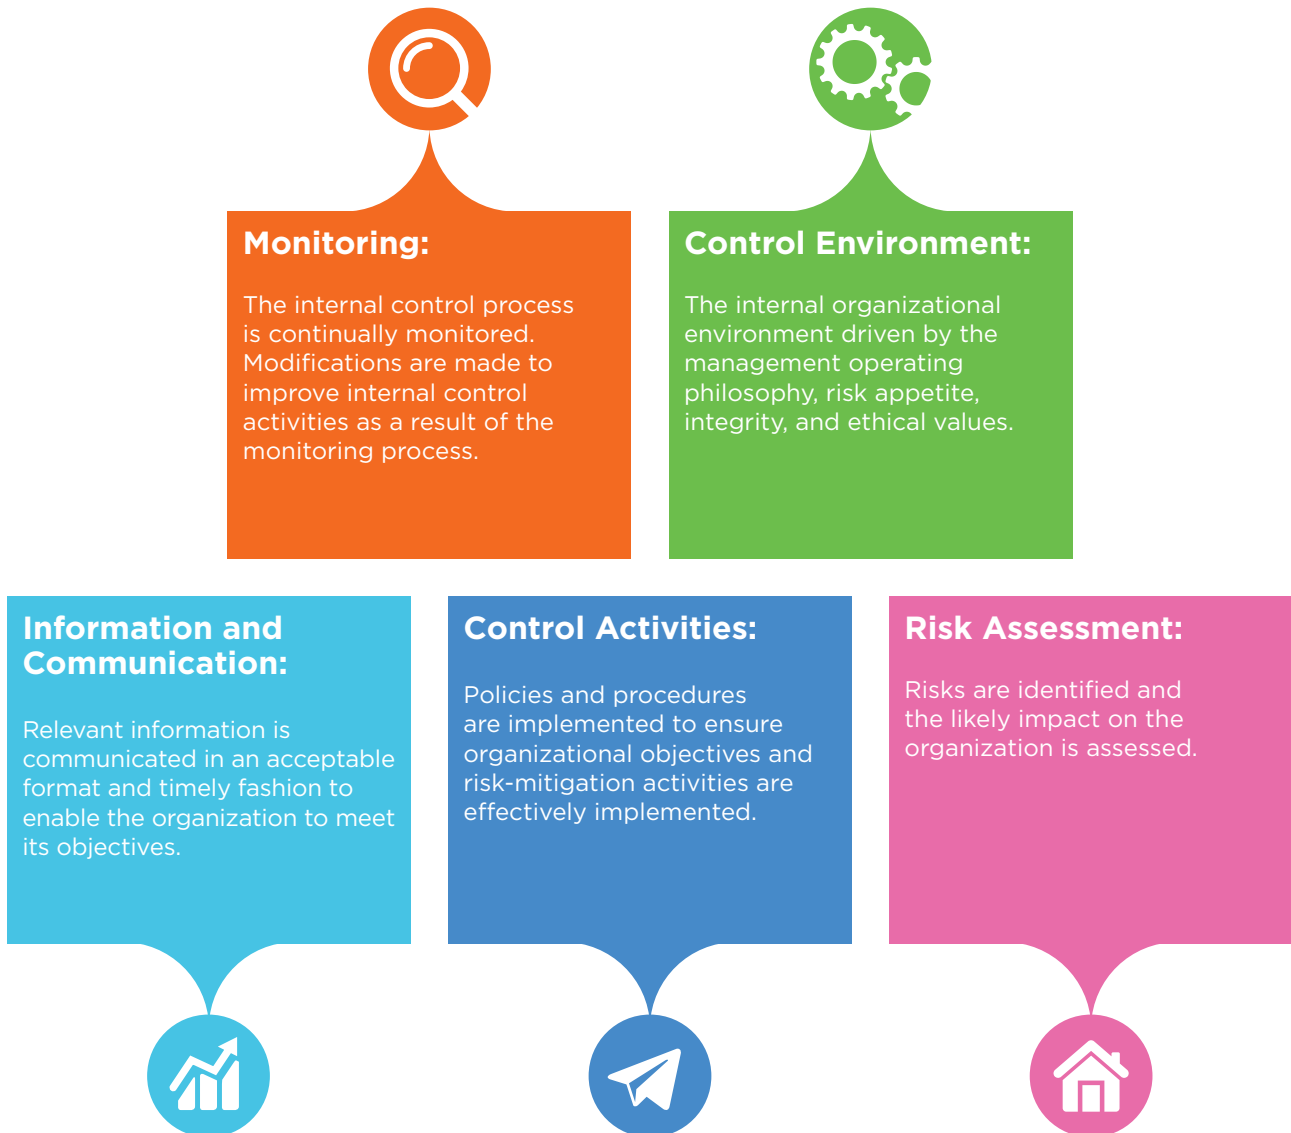 Monitoring:
The internal control process
is continually monitored.
Modifications are made to
improve internal control
activities as a result of the
monitoring process.
Control Environment:
The internal organizational
environment driven by the
management operating
philosophy, risk appetite,
integrity, and ethical values.
Information and
Communication:
Relevant information is
communicated in an acceptable
format and timely fashion to
enable the organization to meet
its objectives.
Control Activities:
Policies and procedures
are implemented to ensure
organizational objectives and
risk-mitigation activities are
effectively implemented.
Risk Assessment:
Risks are identified and
the likely impact on the
organization is assessed.